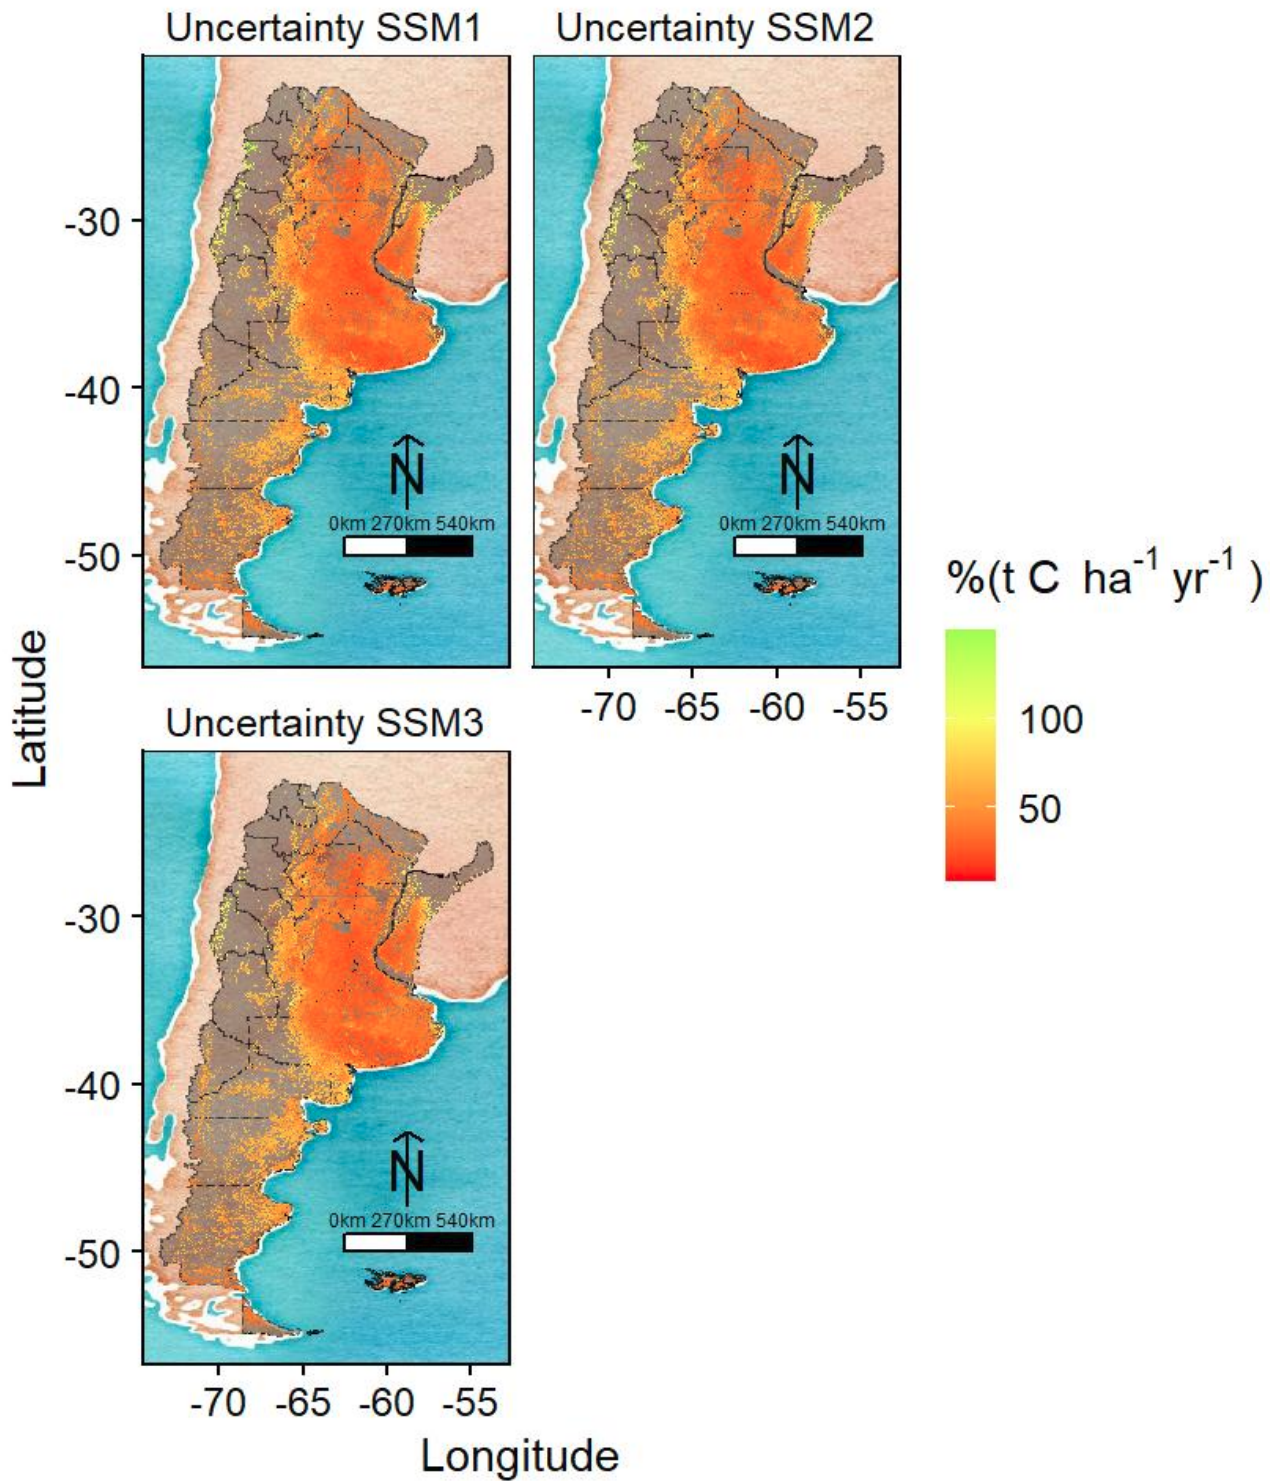 Uncertainty SSM1
Uncertainty SSM2
-30
-40
-50
N
0km 270km 540km
N
0km 270km 540km
-70 -65 -60 -55
%(t C ha⁻¹ yr⁻¹ )
100
50
Latitude
Uncertainty SSM3
-30
-40
-50
N
0km 270km 540km
-70 -65 -60 -55
Longitude